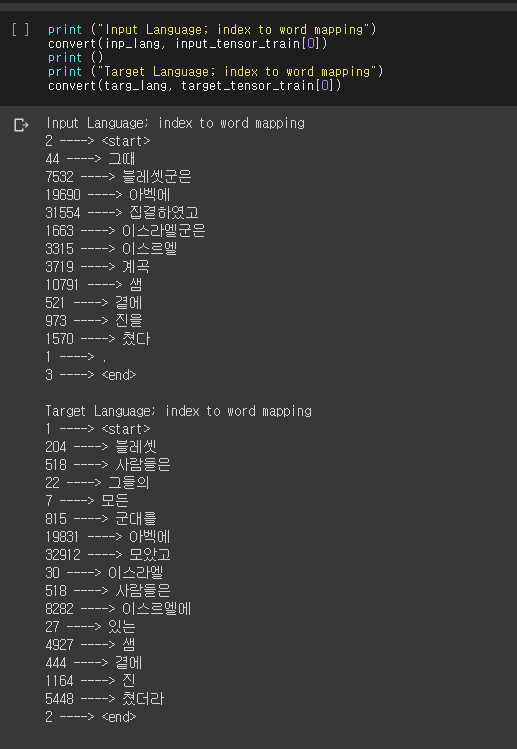 [ ] print ("Input Language; index to word mapping")
convert(inp_lang, input_tensor_train[0])
print ()
print ("Target Language; index to word mapping")
convert(targ_lang, target_tensor_train[0])
Input Language; index to word mapping
2 ----> <start>
44 ----> 그때
7532 ----> 블레셋군은
19690 ----> 아벡에
31554 ----> 집결하였고
1663 ----> 이스라엘군은
3315 ----> 이스르엘
3719 ----> 계곡
10791 ----> 샘
521 ----> 곁에
973 ----> 진을
1570 ----> 쳤다
1 ----> .
3 ----> <end>
Target Language; index to word mapping
1 ----> <start>
204 ----> 블레셋
518 ----> 사람들은
22 ----> 그들의
7 ----> 모든
815 ----> 군대를
19831 ----> 아벡에
32912 ----> 모았고
30 ----> 이스라엘
518 ----> 사람들은
8282 ----> 이스르엘에
27 ----> 있는
4927 ----> 샘
444 ----> 곁에
1164 ----> 진
5448 ----> 쳤더라
2 ----> <end>